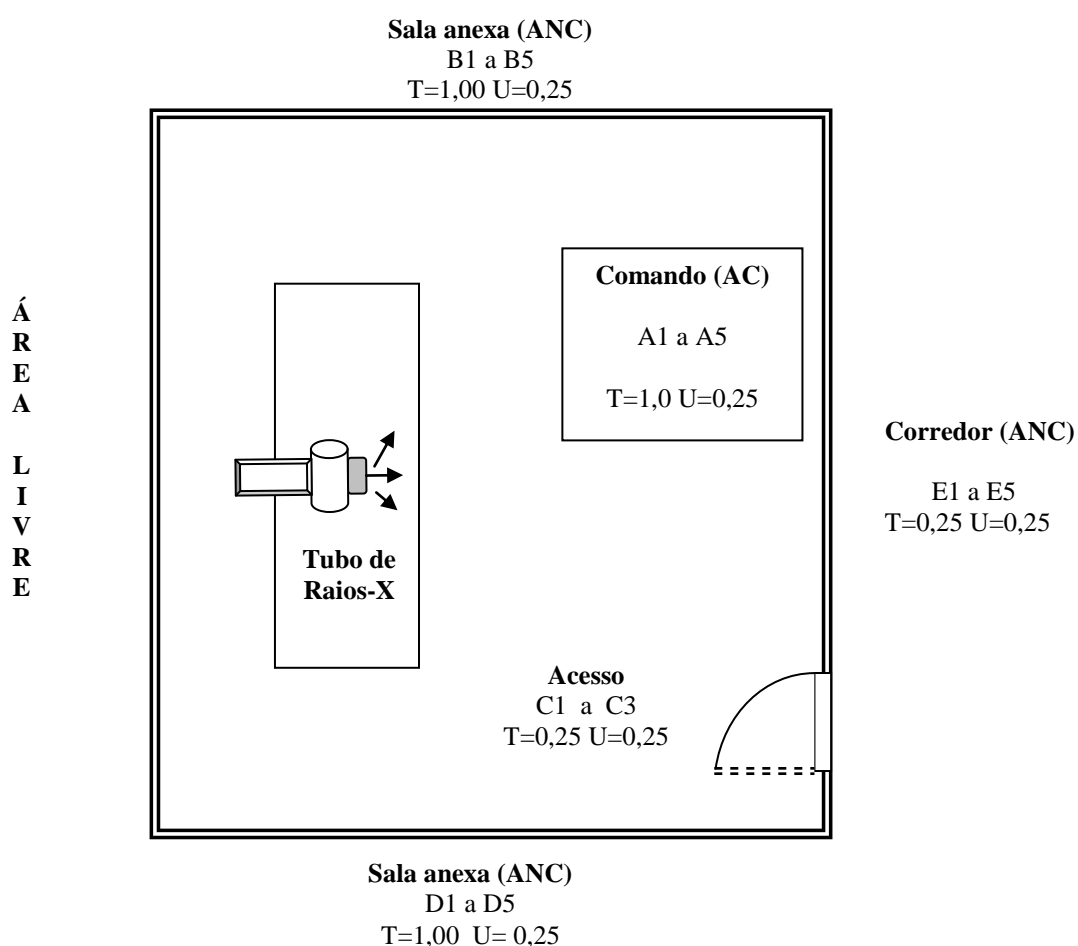 Sala anexa (ANC)
B1 a B5
T=1,00 U=0,25
Á
R
E
A
L
I
V
R
E
Comando (AC)
A1 a A5
T=1,0 U=0,25
Corredor (ANC)
E1 a E5
T=0,25 U=0,25
Tubo de
Raios-X
Acesso
C1 a C3
T=0,25 U=0,25
Sala anexa (ANC)
D1 a D5
T=1,00 U= 0,25